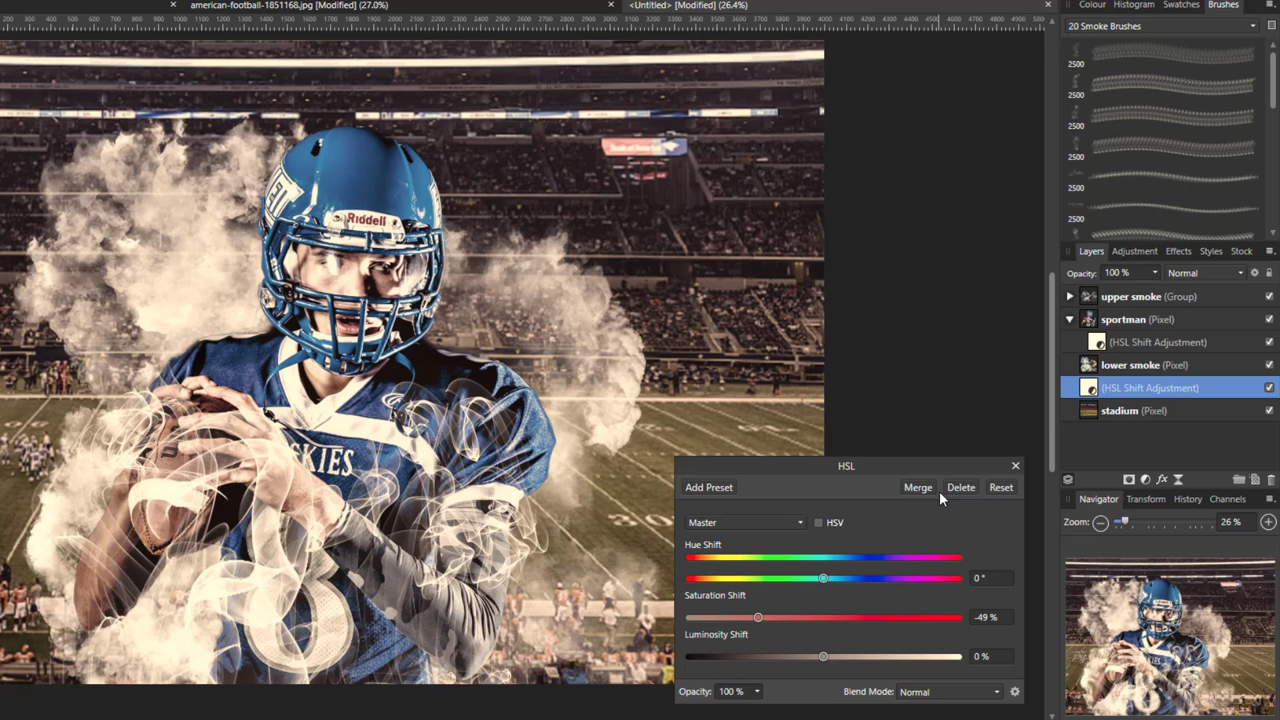 american-football-1851168.jpg [Modified] (27.0%)
<Untitled> [Modified] (26.4%)
Colour Histogram Swatches Brushes
20 Smoke Brushes
2500
2500
2500
2500
2500
2500
Layers Adjustment Effects Styles Stock
Opacity: 100 % Normal
upper smoke (Group)
sportman (Pixel)
(HSL Shift Adjustment)
lower smoke (Pixel)
(HSL Shift Adjustment)
stadium (Pixel)
Navigator Transform History Channels
Zoom: 26 %
HSL
Add Preset Merge Delete Reset
Master HSV
Hue Shift
0 °
Saturation Shift
-49 %
Luminosity Shift
0 %
Opacity: 100 % Blend Mode: Normal
Riddell
KIES
8